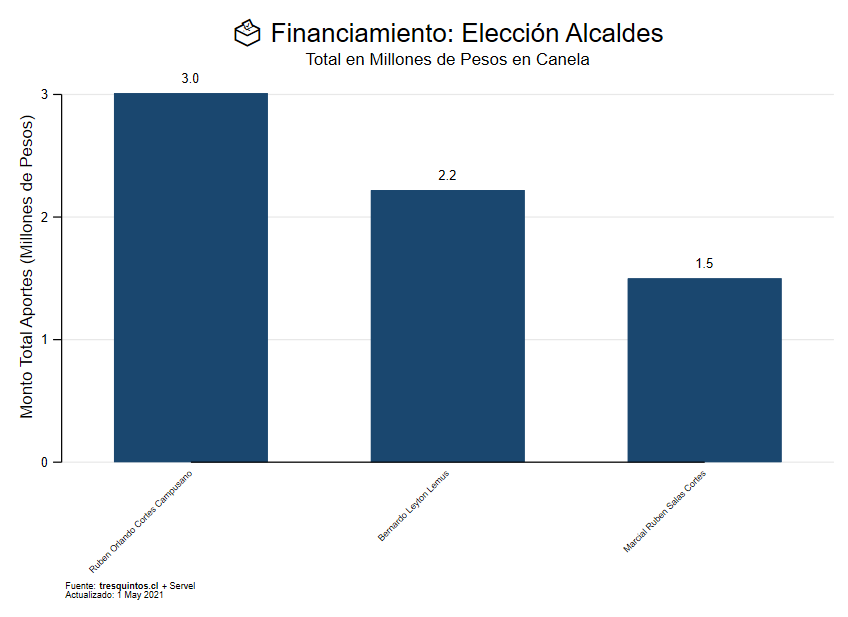 Financiamiento: Elección Alcaldes
Total en Millones de Pesos en Canela
Monto Total Aportes (Millones de Pesos)
3
2
1
0
3.0
2.2
1.5
Ruben Orlando Cortes Campusano
Bernardo Leyton Lemus
Marcial Ruben Salas Cortes
Fuente: tresquintos.cl + Servel
Actualizado: 1 May 2021